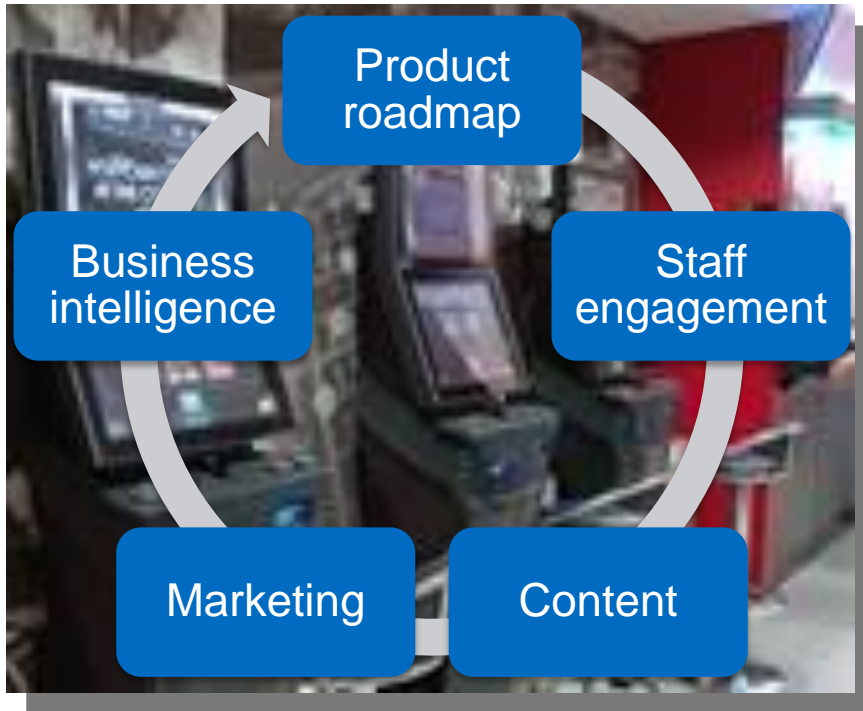 Product
roadmap
Staff
engagement
Content
Marketing
Business
intelligence